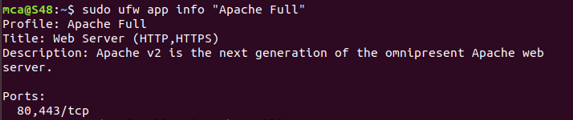 mca@S48:~$ sudo ufw app info "Apache Full"
Profile: Apache Full
Title: Web Server (HTTP,HTTPS)
Description: Apache v2 is the next generation of the omnipresent Apache web
server.

Ports:
  80,443/tcp